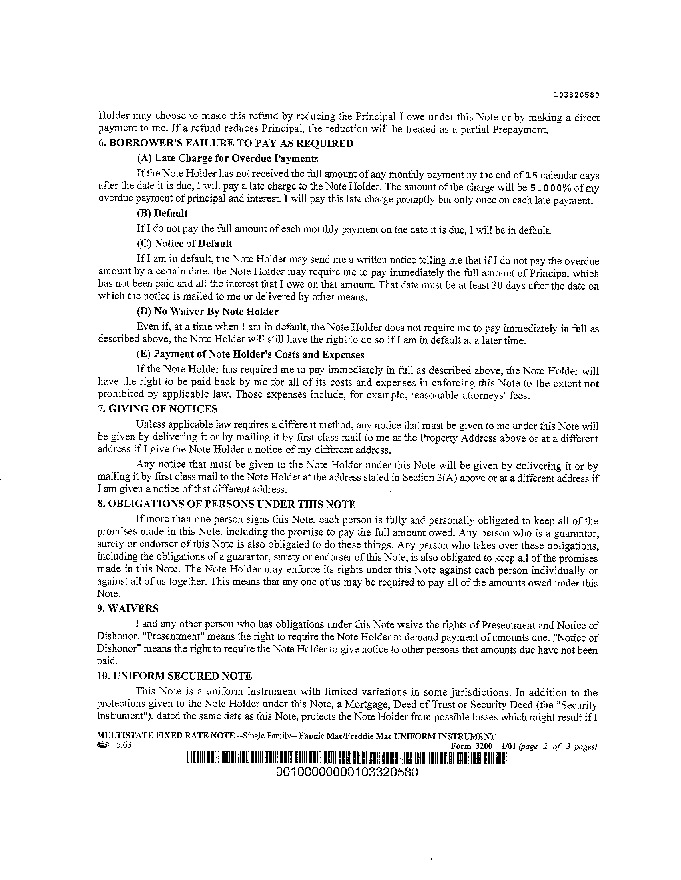 103320580
Holder may choose to make this refund by reducing the Principal I owe under this Note or by making a direct
payment to me. If a refund reduces Principal, the reduction will be treated as a partial Prepayment.
6. BORROWER'S FAILURE TO PAY AS REQUIRED
(A) Late Charge for Overdue Payments
If the Note Holder has not received the full amount of any monthly payment by the end of 15 calendar days
after the date it is due, I will pay a late charge to the Note Holder. The amount of the charge will be 5.0000% of my
overdue payment of principal and interest. I will pay this late charge promptly but only once on each late payment.
(B) Default
If I do not pay the full amount of each monthly payment on the date it is due, I will be in default.
(C) Notice of Default
If I am in default, the Note Holder may send me a written notice telling me that if I do not pay the overdue
amount by a certain date, the Note Holder may require me to pay immediately the full amount of Principal which
has not been paid and all the interest that I owe on that amount. That date must be at least 30 days after the date on
which the notice is mailed to me or delivered by other means.
(D) No Waiver By Note Holder
Even if, at a time when I am in default, the Note Holder does not require me to pay immediately in full as
described above, the Note Holder will still have the right to do so if I am in default at a later time.
(E) Payment of Note Holder's Costs and Expenses
If the Note Holder has required me to pay immediately in full as described above, the Note Holder will
have the right to be paid back by me for all of its costs and expenses in enforcing this Note to the extent not
prohibited by applicable law. Those expenses include, for example, reasonable attorneys' fees.
7. GIVING OF NOTICES
Unless applicable law requires a different method, any notice that must be given to me under this Note will
be given by delivering it or by mailing it by first class mail to me at the Property Address above or at a different
address if I give the Note Holder a notice of my different address.
Any notice that must be given to the Note Holder under this Note will be given by delivering it or by
mailing it by first class mail to the Note Holder at the address stated in Section 3(A) above or at a different address if
I am given a notice of that different address.
8. OBLIGATIONS OF PERSONS UNDER THIS NOTE
If more than one person signs this Note, each person is fully and personally obligated to keep all of the
promises made in this Note, including the promise to pay the full amount owed. Any person who is a guarantor,
surety or endorser of this Note is also obligated to do these things. Any person who takes over these obligations,
including the obligations of a guarantor, surety or endorser of this Note, is also obligated to keep all of the promises
made in this Note. The Note Holder may enforce its rights under this Note against each person individually or
against all of us together. This means that any one of us may be required to pay all of the amounts owed under this
Note.
9. WAIVERS
I and any other person who has obligations under this Note waive the rights of Presentment and Notice of
Dishonor. "Presentment" means the right to require the Note Holder to demand payment of amounts due. "Notice of
Dishonor" means the right to require the Note Holder to give notice to other persons that amounts due have not been
paid.
10. UNIFORM SECURED NOTE
This Note is a uniform instrument with limited variations in some jurisdictions. In addition to the
protections given to the Note Holder under this Note, a Mortgage, Deed of Trust or Security Deed (the "Security
Instrument"), dated the same date as this Note, protects the Note Holder from possible losses which might result if I
MULTISTATE FIXED RATE NOTE--Single Family--Fannie Mae/Freddie Mac UNIFORM INSTRUMENT
Form 3200 1/01 (page 2 of 3 pages)
00100000000103320580